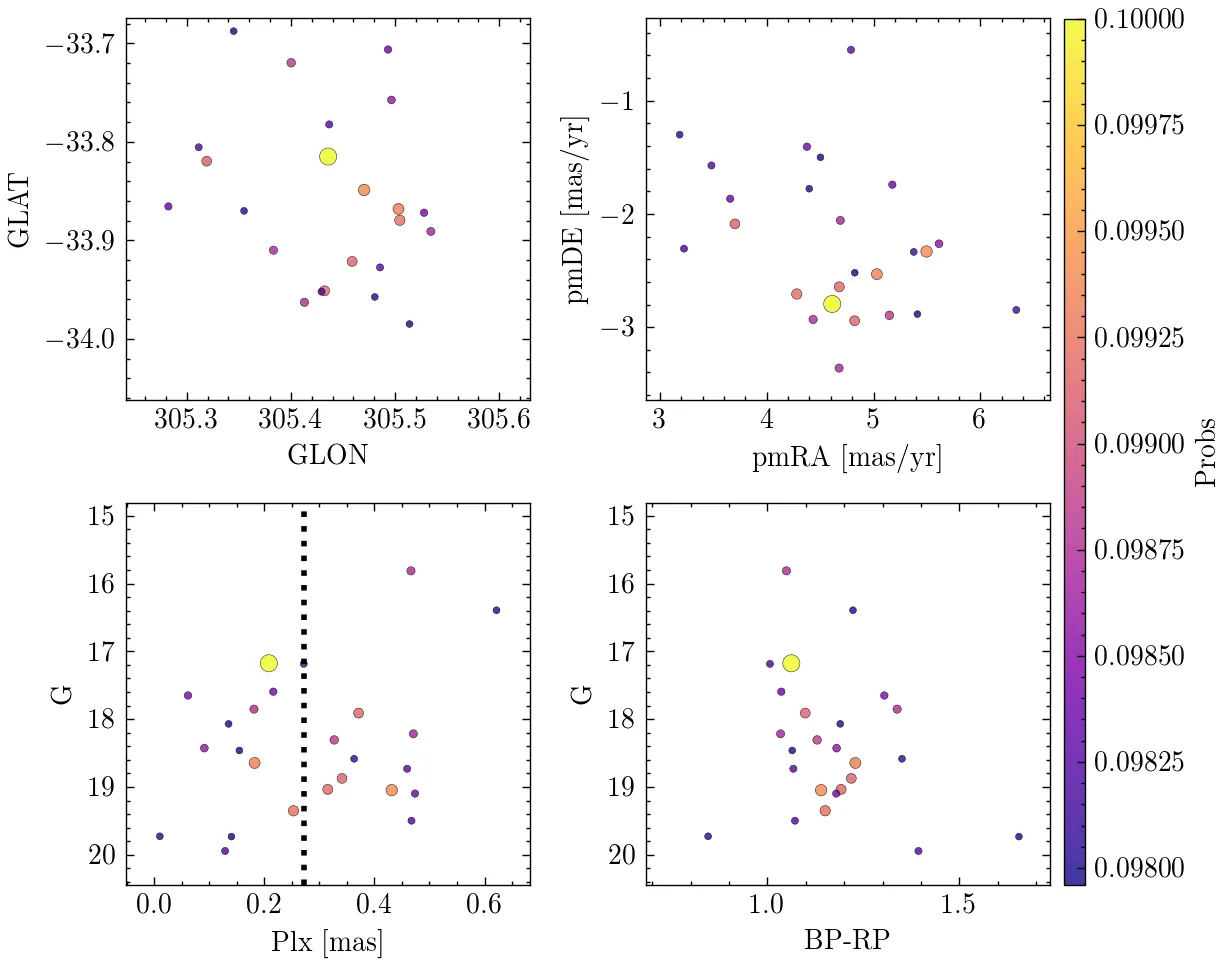 −33.7
−33.8
−33.9
−34.0
GLAT
305.3 305.4 305.5 305.6
GLON
−1
−2
−3
pmDE [mas/yr]
3 4 5 6
pmRA [mas/yr]
15
16
17
18
19
20
G
0.0 0.2 0.4 0.6
Plx [mas]
15
16
17
18
19
20
G
1.0 1.5
BP-RP
0.10000
0.09975
0.09950
0.09925
0.09900
0.09875
0.09850
0.09825
0.09800
Probs